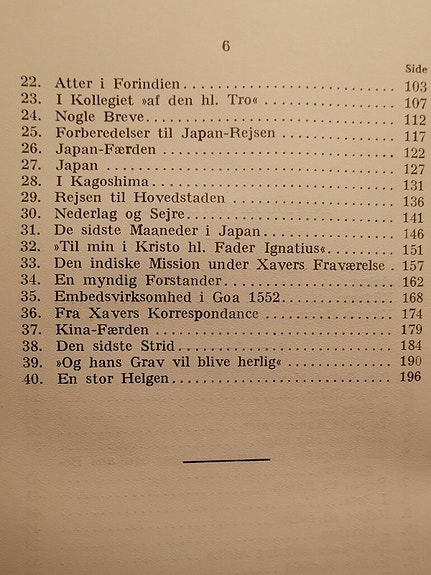 6
Side
22. Atter i Forindien 103
23. I Kollegiet »af den hl. Tro« 107
24. Nogle Breve 112
25. Forberedelser til Japan-Rejsen 117
26. Japan-Færden 122
27. Japan 127
28. I Kagoshima 131
29. Rejsen til Hovedstaden 136
30. Nederlag og Sejre 141
31. De sidste Maaneder i Japan 146
32. »Til min i Kristo hl. Fader Ignatius« 151
33. Den indiske Mission under Xavers Fraværelse 157
34. En myndig Forstander 162
35. Embedsvirksomhed i Goa 1552 168
36. Fra Xavers Korrespondance 174
37. Kina-Færden 179
38. Den sidste Strid 184
39. »Og hans Grav vil blive herlig« 190
40. En stor Helgen 196